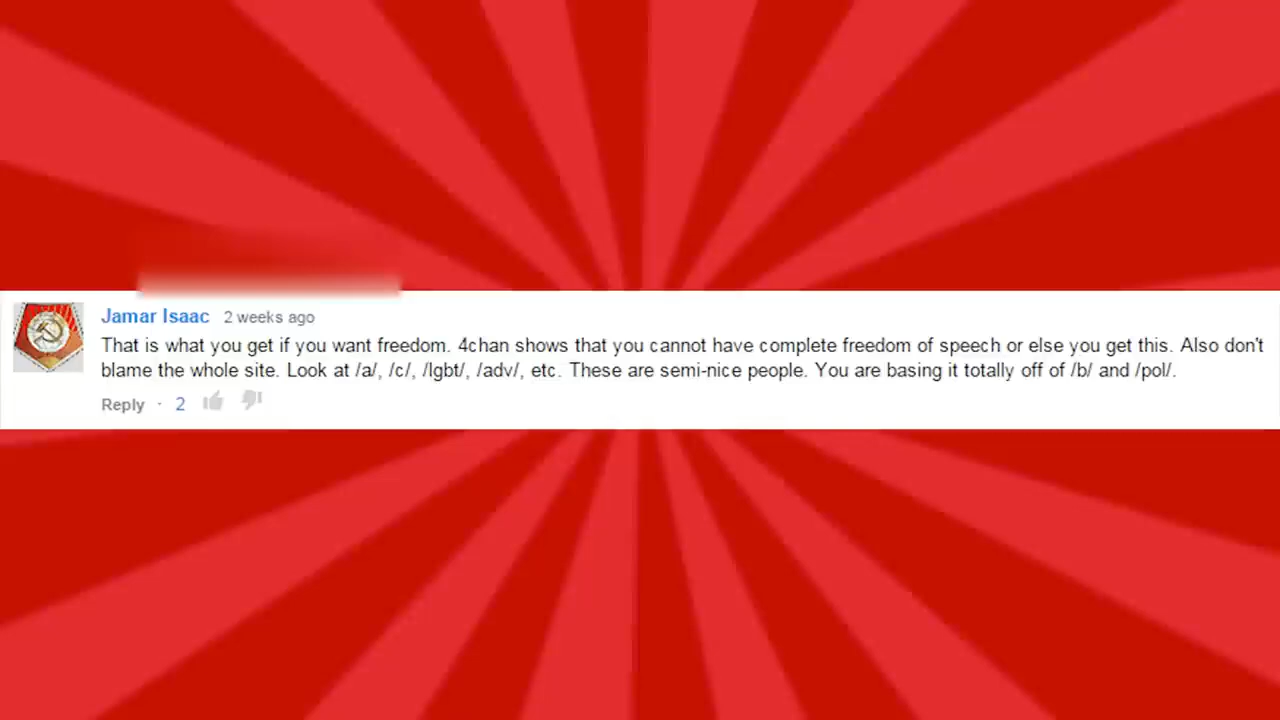 Jamar Isaac 2 weeks ago
That is what you get if you want freedom. 4chan shows that you cannot have complete freedom of speech or else you get this. Also don't
blame the whole site. Look at /a/, /c/, /lgbt/, /adv/, etc. These are semi-nice people. You are basing it totally off of /b/ and /pol/.
Reply · 2